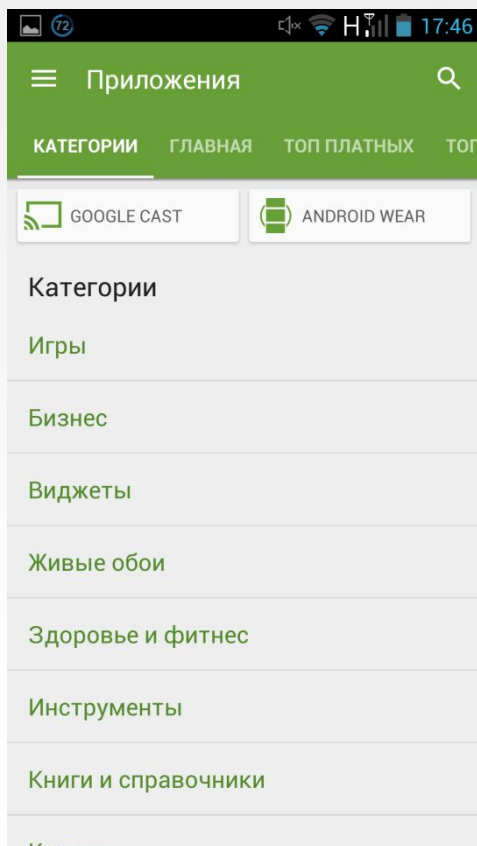 72 H 17:46
Приложения
КАТЕГОРИИ ГЛАВНАЯ ТОП ПЛАТНЫХ ТОП
GOOGLE CAST ANDROID WEAR
Категории
Игры
Бизнес
Виджеты
Живые обои
Здоровье и фитнес
Инструменты
Книги и справочники